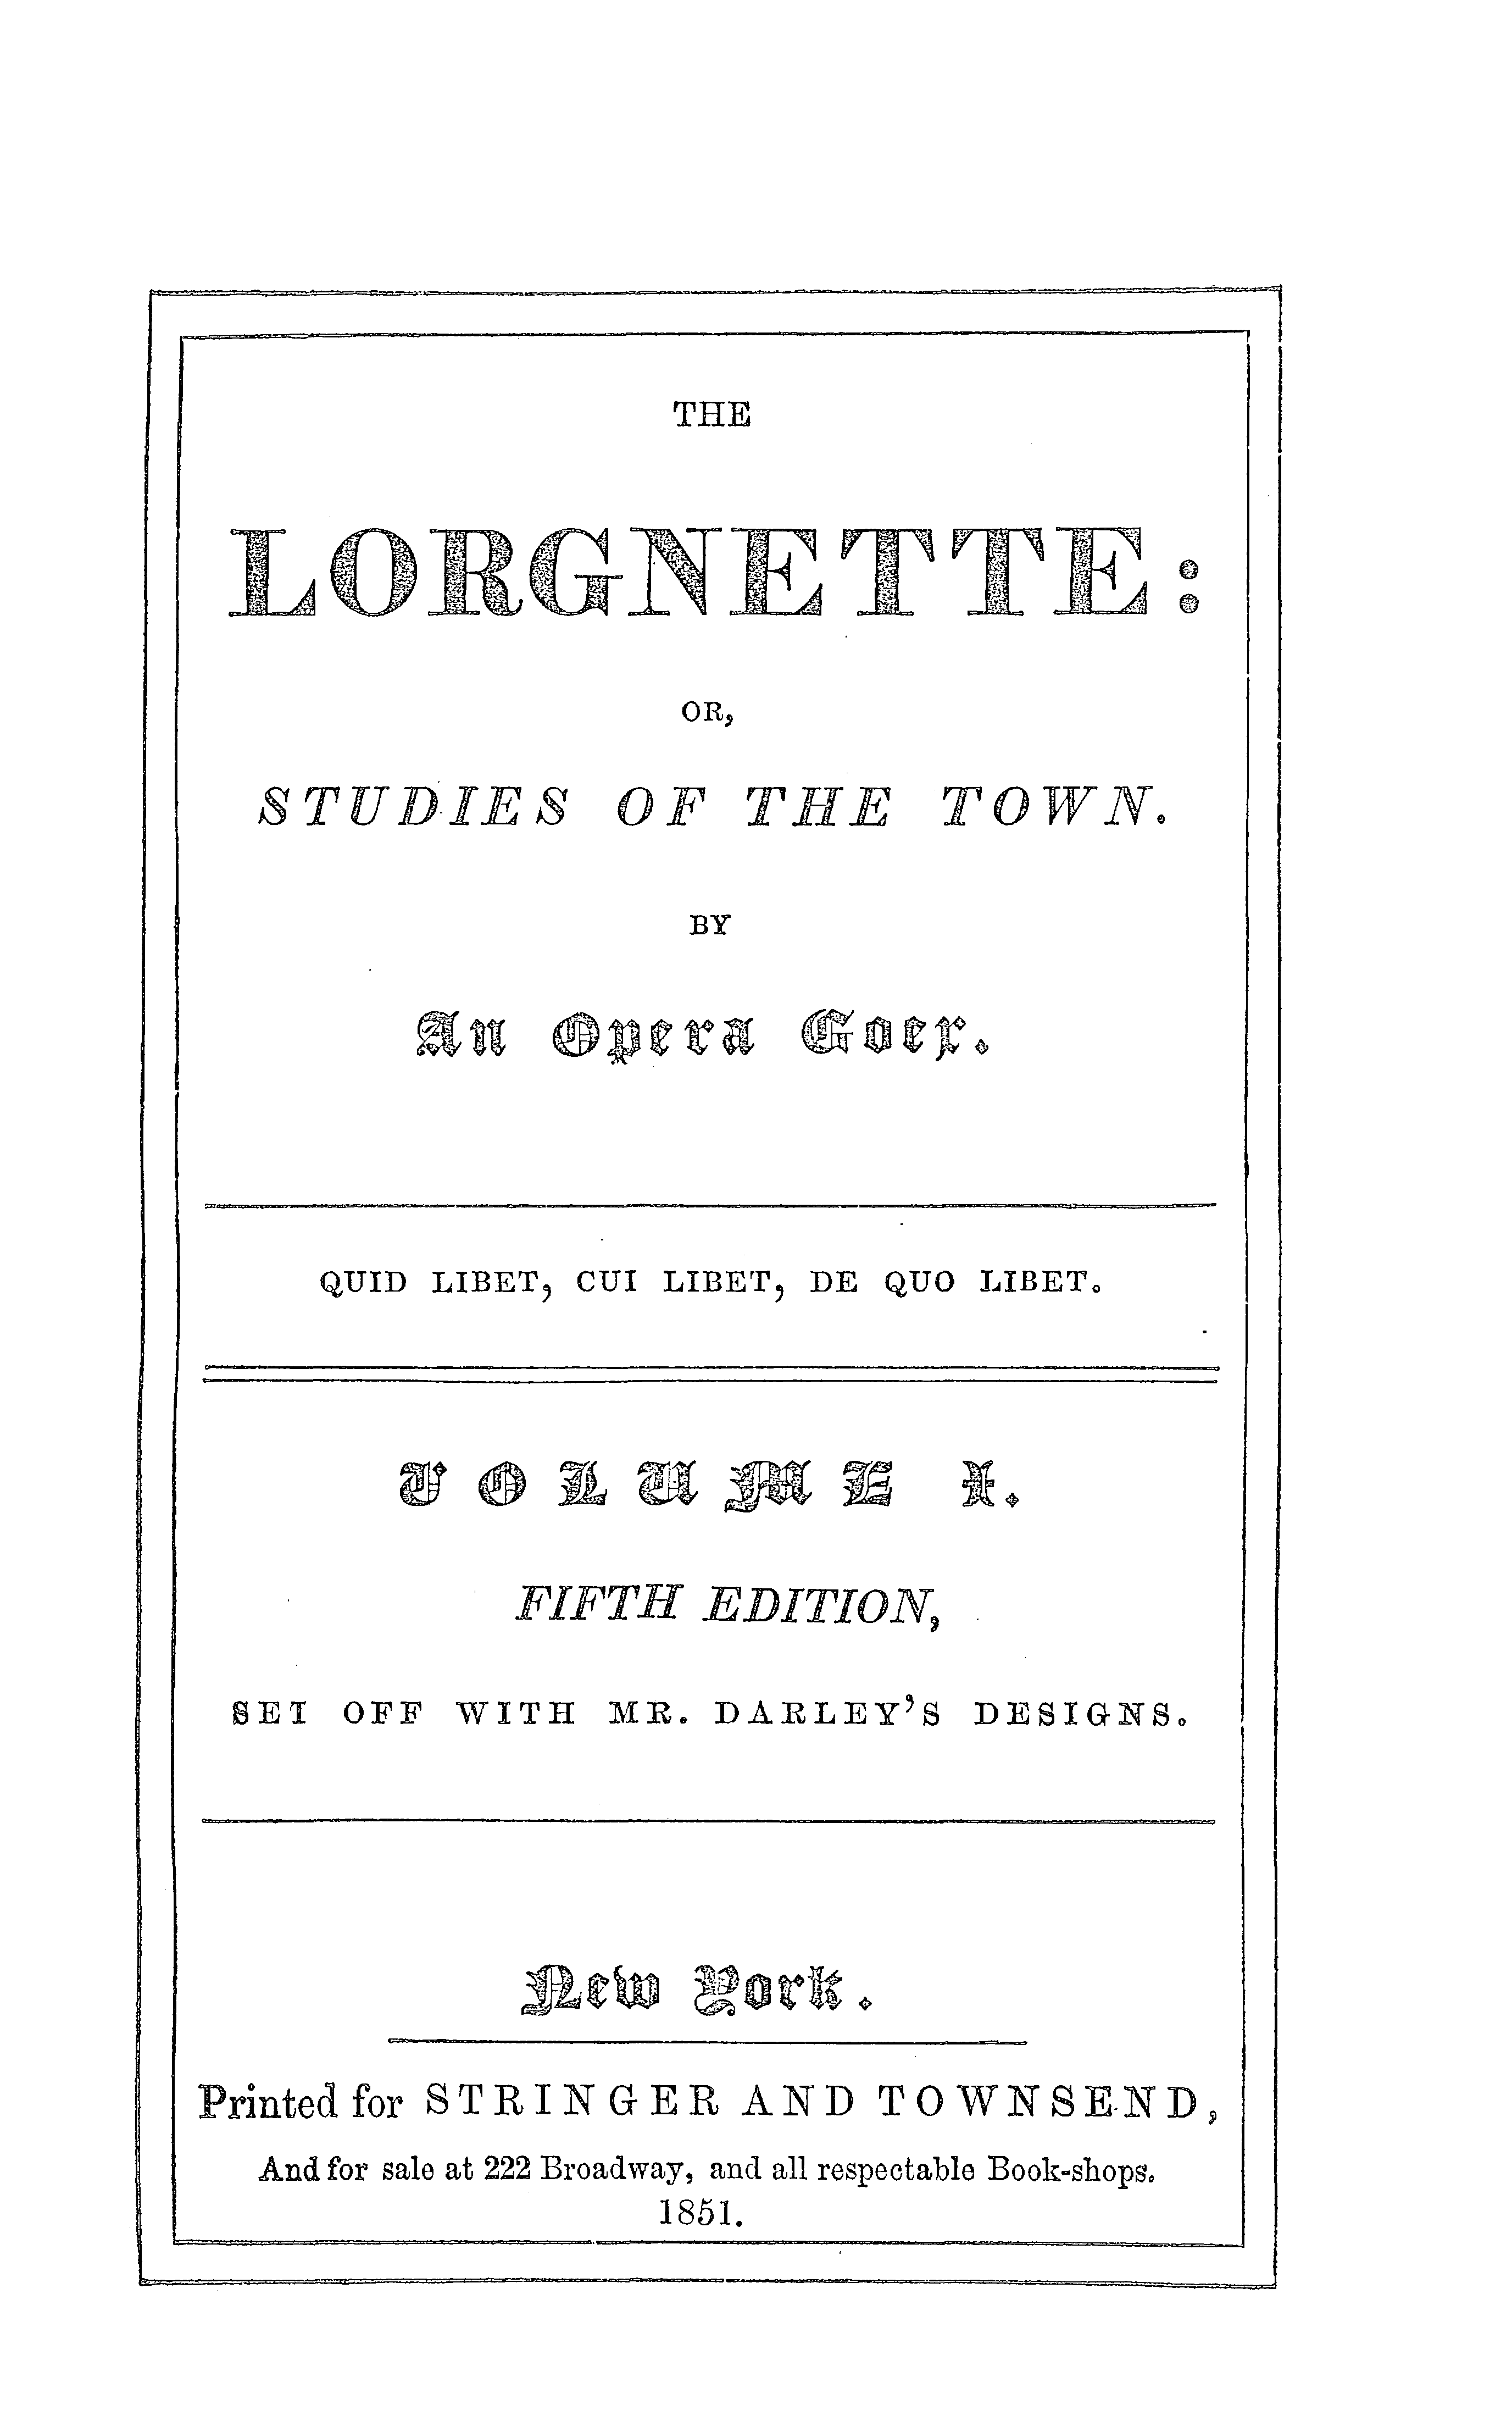 THE
LORGNETTE:
OR,
STUDIES OF THE TOWN.
BY
An Opera Goer.
QUID LIBET, CUI LIBET, DE QUO LIBET.
VOLUME I.
FIFTH EDITION,
SET OFF WITH MR. DARLEY'S DESIGNS.
New York.
Printed for STRINGER AND TOWNSEND,
And for sale at 222 Broadway, and all respectable Book-shops.
1851.